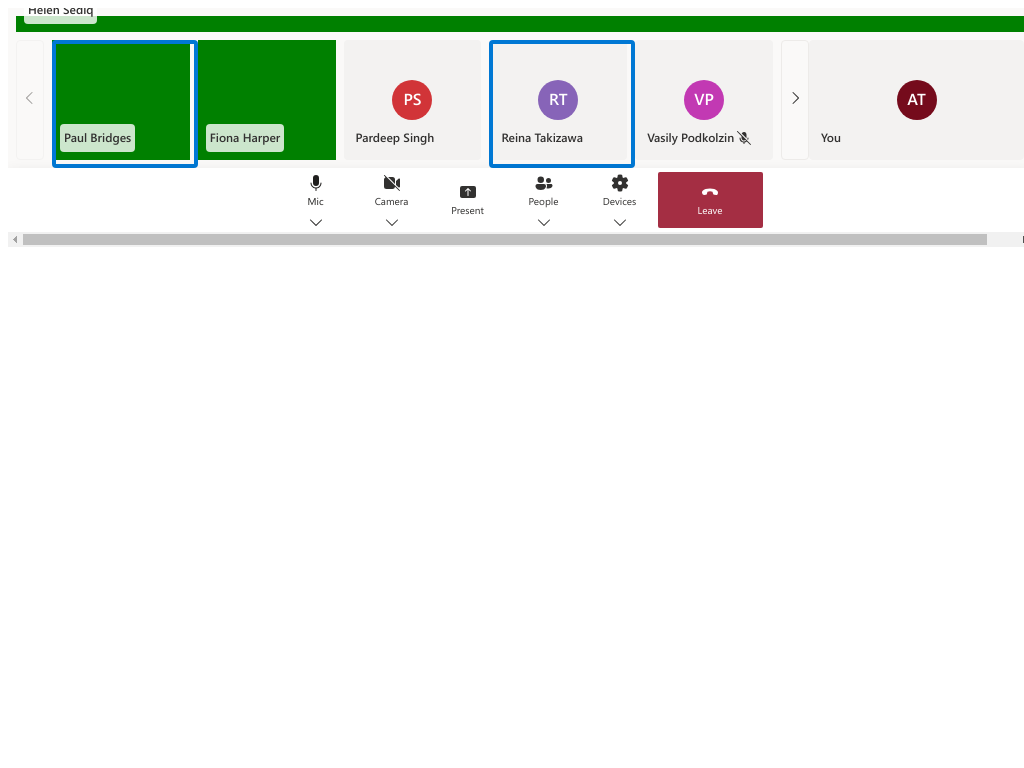 Helen Sediq
Paul Bridges
Fiona Harper
PS
Pardeep Singh
RT
Reina Takizawa
VP
Vasily Podkolzin
AT
You
Mic
Camera
Present
People
Devices
Leave